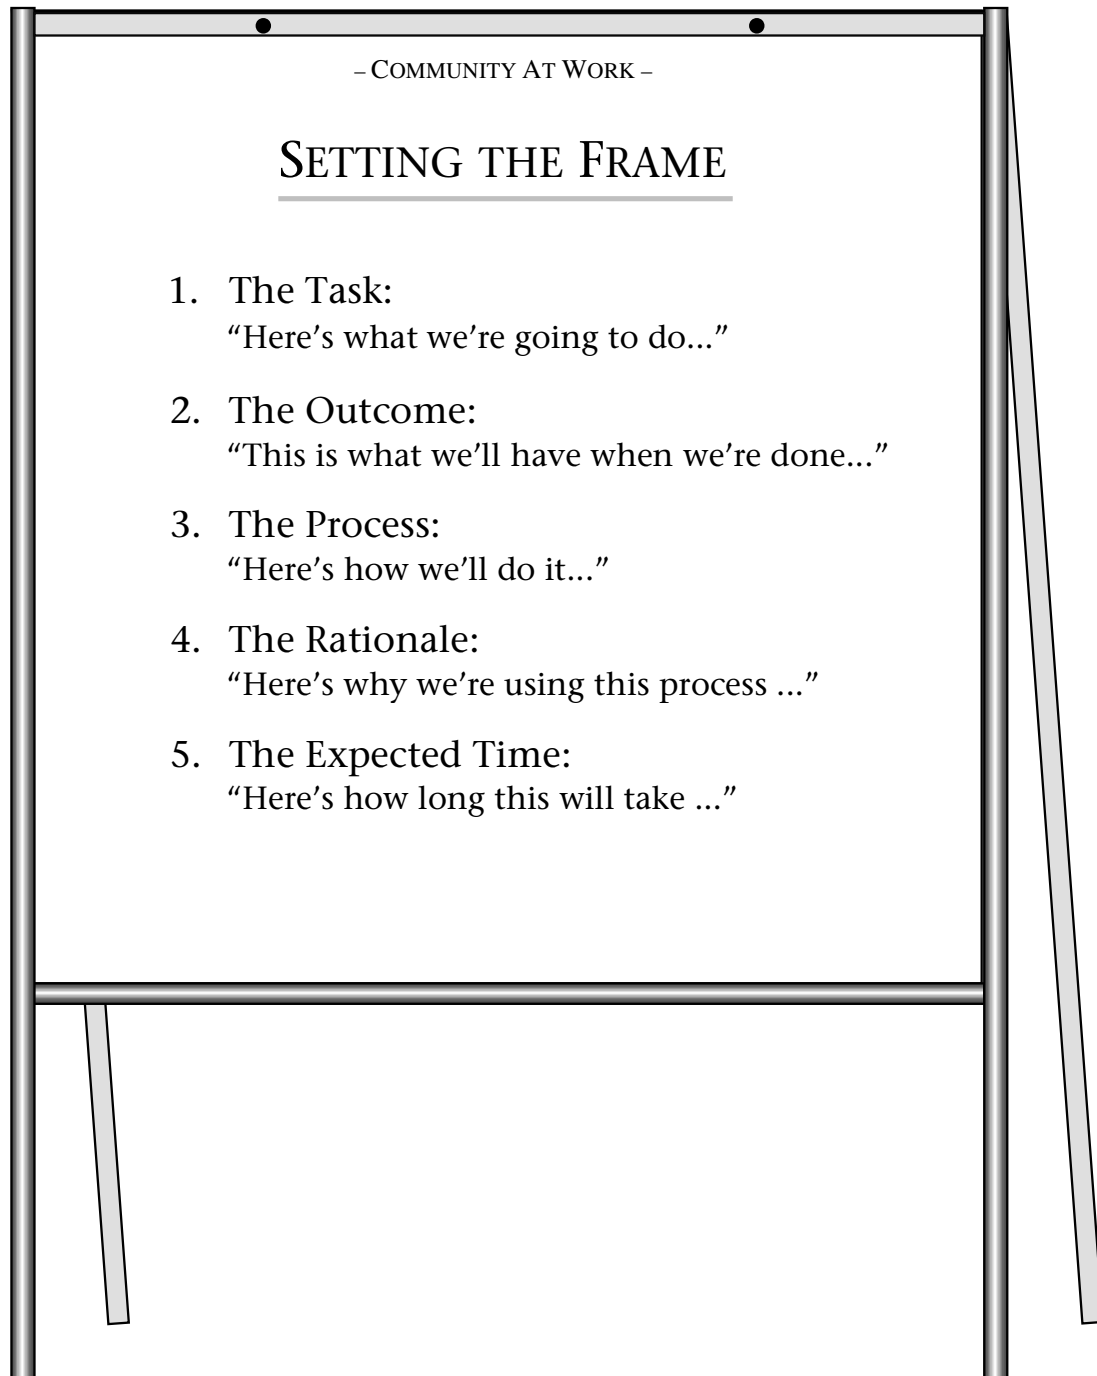 – COMMUNITY AT WORK –
SETTING THE FRAME
1. The Task:
“Here’s what we’re going to do...”
2. The Outcome:
“This is what we’ll have when we’re done...”
3. The Process:
“Here’s how we’ll do it...”
4. The Rationale:
“Here’s why we’re using this process ...”
5. The Expected Time:
“Here’s how long this will take ...”